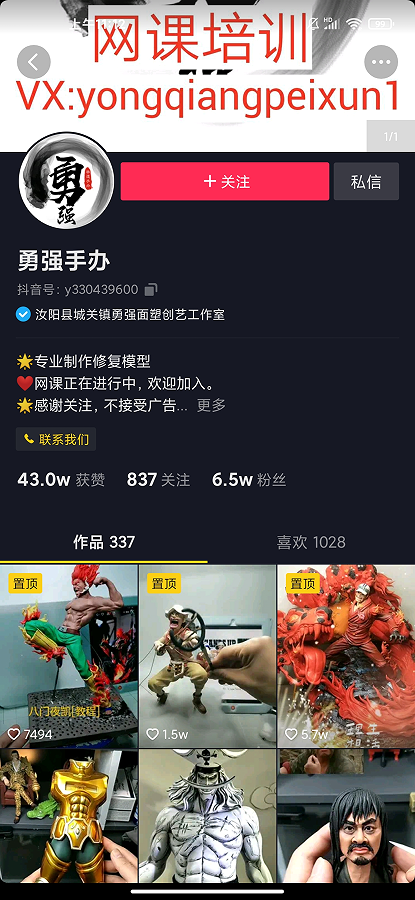 网课培训
VX:yongqiangpeixun1
HD
99
1/1
勇强
+ 关注
私信
勇强手办
抖音号: y330439600
汝阳县城关镇勇强面塑创艺工作室
🌟专业制作修复模型
❤️网课正在进行中, 欢迎加入。
🌟感谢关注, 不接受广告... 更多
联系我们
43.0w 获赞 837 关注 6.5w 粉丝
作品 337 喜欢 1028
置顶 置顶 置顶
八门夜凯[教程]
7494 1.5w 5.7w